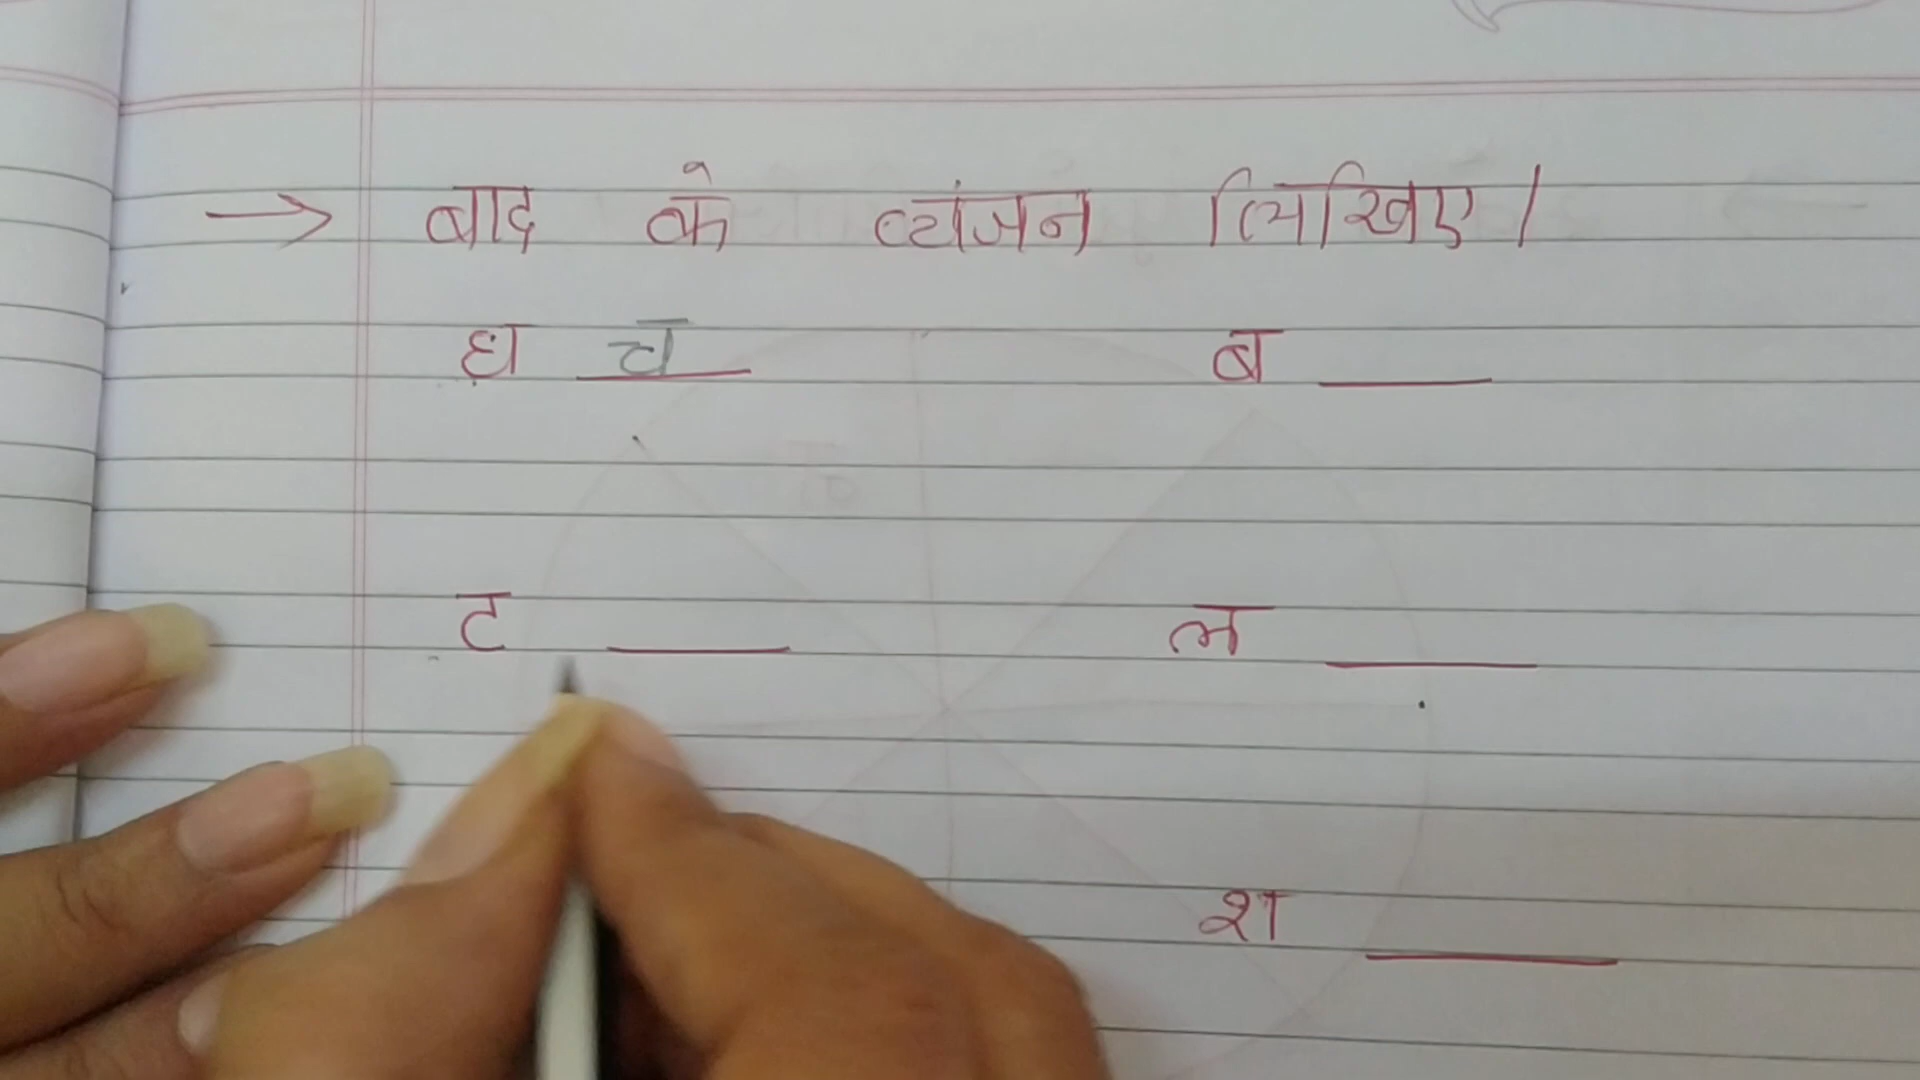 बाद के व्यंजन लिखिए।
घ च ब
ट ल
श